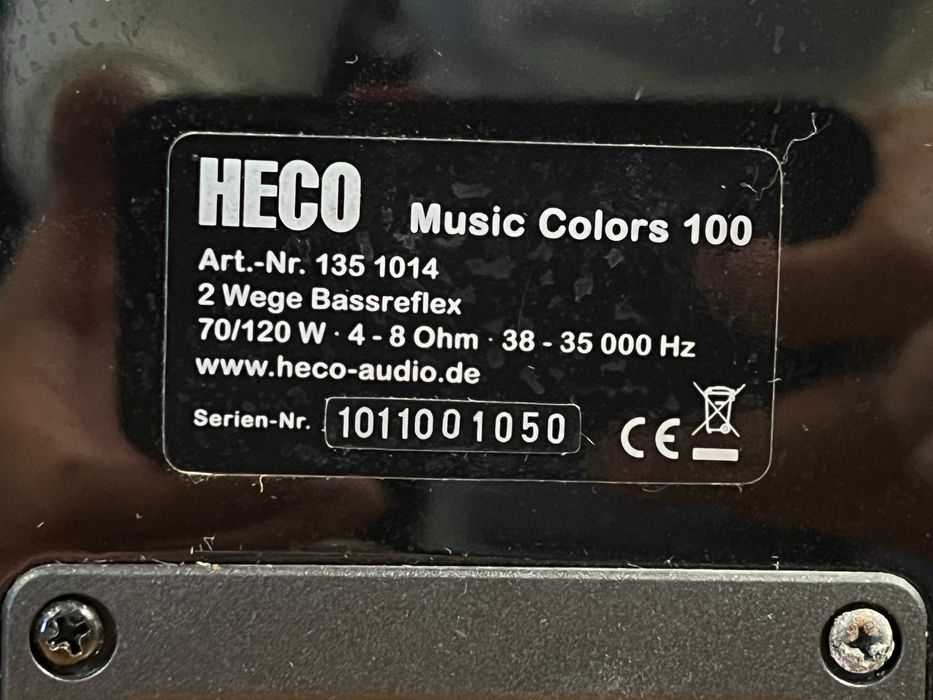 HECO Music Colors 100
Art.-Nr. 135 1014
2 Wege Bassreflex
70/120 W · 4 - 8 Ohm · 38 - 35 000 Hz
www.heco-audio.de
Serien-Nr. 1011001050 CE